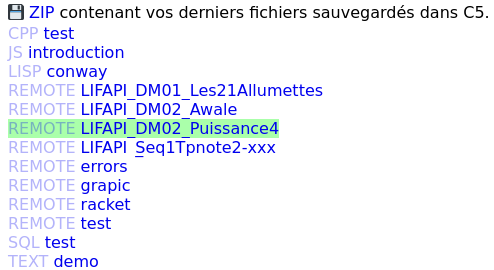 ZIP contenant vos derniers fichiers sauvegardés dans C5.
CPP test
JS introduction
LISP conway
REMOTE LIFAPI_DM01_Les21Allumettes
REMOTE LIFAPI_DM02_Awale
REMOTE LIFAPI_DM02_Puissance4
REMOTE LIFAPI_Seq1Tpnote2-xxx
REMOTE errors
REMOTE grapic
REMOTE racket
REMOTE test
SQL test
TEXT demo